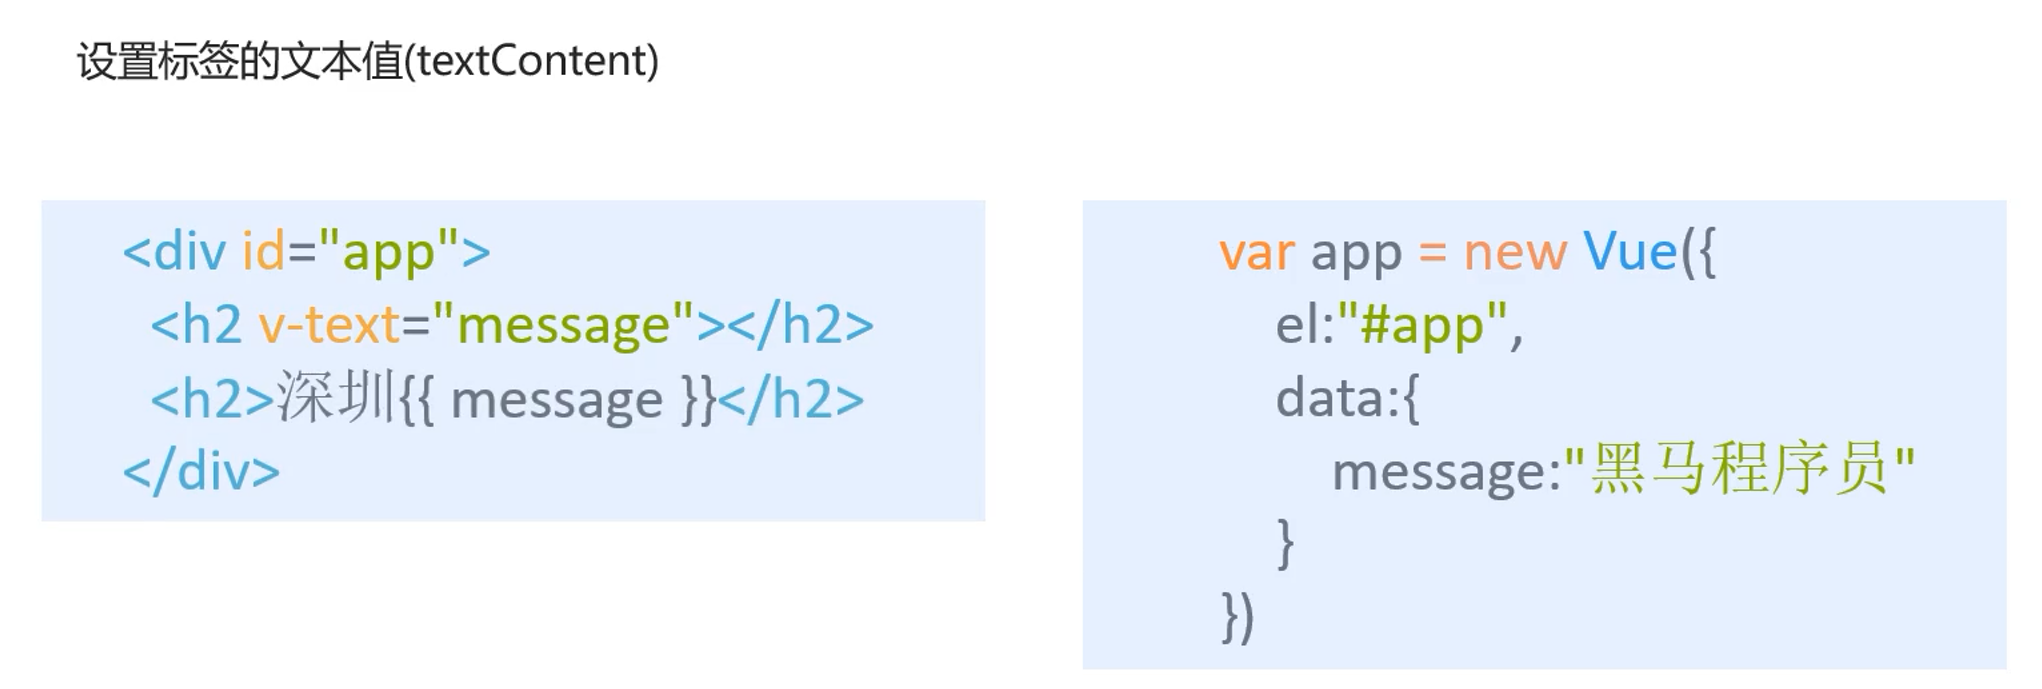 设置标签的文本值(textContent)
<div id="app">
<h2 v-text="message"></h2>
<h2>深圳{{ message }}</h2>
</div>
var app = new Vue({
el:"#app",
data:{
message:"黑马程序员"
}
})